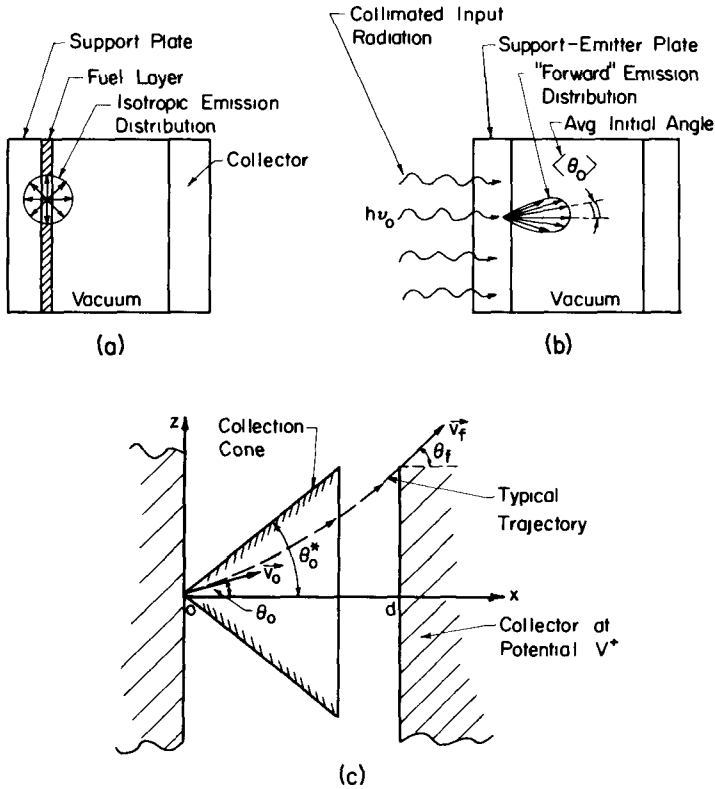 Support Plate
Fuel Layer
Isotropic Emission
Distribution
Collector
Vacuum
(a)
Collimated Input
Radiation
Support-Emitter Plate
"Forward" Emission
Distribution
Avg Initial Angle
⟨θo⟩
hνo
Vacuum
(b)
z
Collection
Cone
v⃗f
θf
Typical
Trajectory
θo*
v⃗o
θo
o
d
x
Collector at
Potential V⁺
(c)